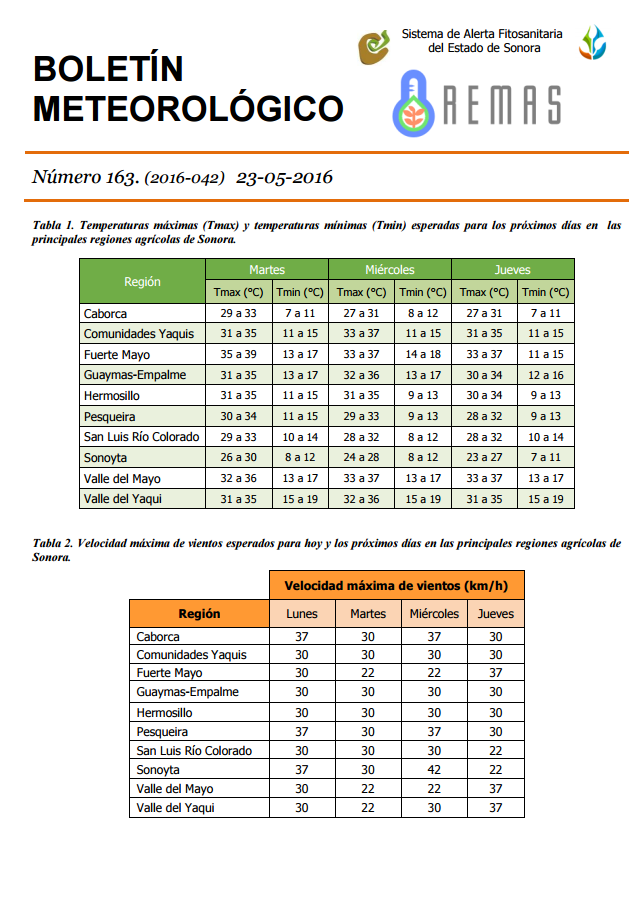 Sistema de Alerta Fitosanitaria
del Estado de Sonora
BOLETÍN
METEOROLÓGICO
REMAS
Número 163. (2016-042) 23-05-2016
Tabla 1. Temperaturas máximas (Tmax) y temperaturas mínimas (Tmin) esperadas para los próximos días en las
principales regiones agrícolas de Sonora.
Región Martes Miércoles Jueves
Tmax (°C) Tmin (°C) Tmax (°C) Tmin (°C) Tmax (°C) Tmin (°C)
Caborca 29 a 33 7 a 11 27 a 31 8 a 12 27 a 31 7 a 11
Comunidades Yaquis 31 a 35 11 a 15 33 a 37 11 a 15 31 a 35 11 a 15
Fuerte Mayo 35 a 39 13 a 17 33 a 37 14 a 18 33 a 37 11 a 15
Guaymas-Empalme 31 a 35 13 a 17 32 a 36 13 a 17 30 a 34 12 a 16
Hermosillo 31 a 35 11 a 15 31 a 35 9 a 13 30 a 34 9 a 13
Pesqueira 30 a 34 11 a 15 29 a 33 9 a 13 28 a 32 9 a 13
San Luis Río Colorado 29 a 33 10 a 14 28 a 32 8 a 12 28 a 32 10 a 14
Sonoyta 26 a 30 8 a 12 24 a 28 8 a 12 23 a 27 7 a 11
Valle del Mayo 32 a 36 13 a 17 33 a 37 13 a 17 33 a 37 13 a 17
Valle del Yaqui 31 a 35 15 a 19 32 a 36 15 a 19 31 a 35 15 a 19
Tabla 2. Velocidad máxima de vientos esperados para hoy y los próximos días en las principales regiones agrícolas de
Sonora.
Velocidad máxima de vientos (km/h)
Región Lunes Martes Miércoles Jueves
Caborca 37 30 37 30
Comunidades Yaquis 30 30 30 30
Fuerte Mayo 30 22 22 37
Guaymas-Empalme 30 30 30 30
Hermosillo 30 30 30 30
Pesqueira 37 30 37 30
San Luis Río Colorado 30 30 30 22
Sonoyta 37 30 42 22
Valle del Mayo 30 22 22 37
Valle del Yaqui 30 22 30 37